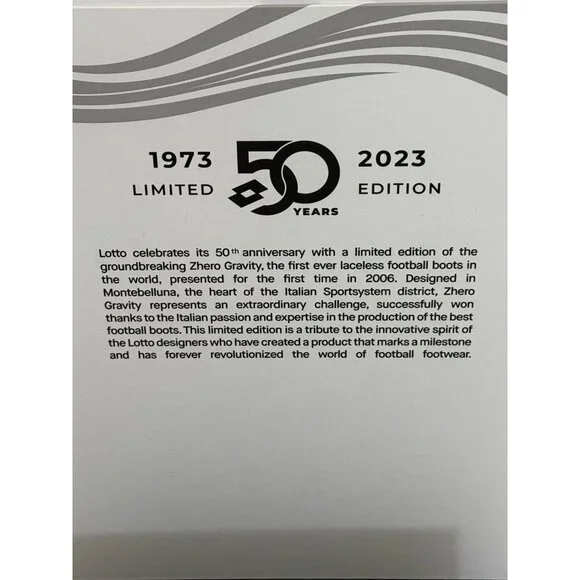 1973 50 2023
LIMITED YEARS EDITION
Lotto celebrates its 50th anniversary with a limited edition of the
groundbreaking Zhero Gravity, the first ever laceless football boots in
the world, presented for the first time in 2006. Designed in
Montebelluna, the heart of the Italian Sportsystem district, Zhero
Gravity represents an extraordinary challenge, successfully won
thanks to the Italian passion and expertise in the production of the best
football boots. This limited edition is a tribute to the innovative spirit of
the Lotto designers who have created a product that marks a milestone
and has forever revolutionized the world of football footwear.